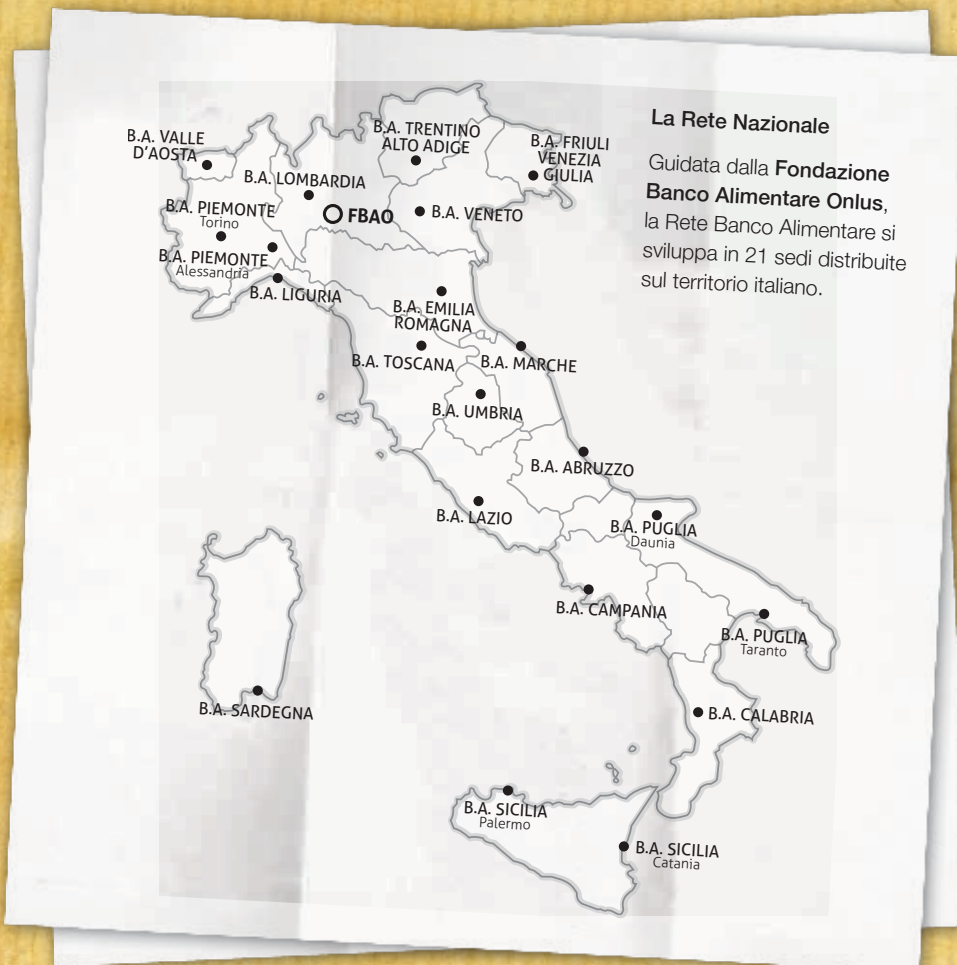 La Rete Nazionale
Guidata dalla Fondazione
Banco Alimentare Onlus,
la Rete Banco Alimentare si
sviluppa in 21 sedi distribuite
sul territorio italiano.
B.A. VALLE
D'AOSTA
B.A. TRENTINO
ALTO ADIGE
B.A. FRIULI
VENEZIA
GIULIA
B.A. LOMBARDIA
FBAO
B.A. VENETO
B.A. PIEMONTE
Torino
B.A. PIEMONTE
Alessandria
B.A. LIGURIA
B.A. EMILIA
ROMAGNA
B.A. TOSCANA
B.A. MARCHE
B.A. UMBRIA
B.A. ABRUZZO
B.A. LAZIO
B.A. PUGLIA
Daunia
B.A. CAMPANIA
B.A. PUGLIA
Taranto
B.A. SARDEGNA
B.A. CALABRIA
B.A. SICILIA
Palermo
B.A. SICILIA
Catania